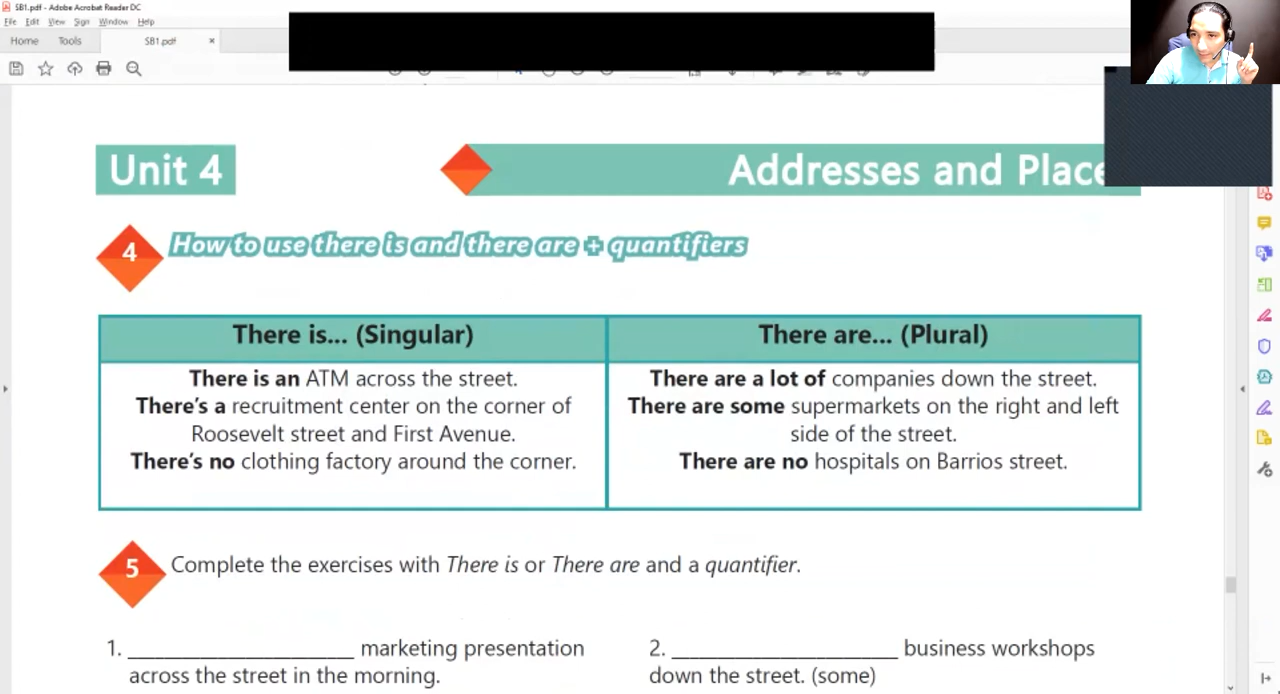 SB1.pdf - Adobe Acrobat Reader DC
File Edit View Sign Window Help
Home Tools SB1.pdf ×
Unit 4
Addresses and Place
4 How to use there is and there are + quantifiers
There is... (Singular)
There are... (Plural)
There is an ATM across the street.
There's a recruitment center on the corner of
Roosevelt street and First Avenue.
There's no clothing factory around the corner.
There are a lot of companies down the street.
There are some supermarkets on the right and left
side of the street.
There are no hospitals on Barrios street.
5 Complete the exercises with There is or There are and a quantifier.
1. ______________________ marketing presentation
across the street in the morning.
2. ______________________ business workshops
down the street. (some)